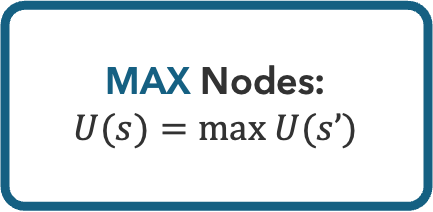 MAX Nodes:
U(s) = max U(s’)